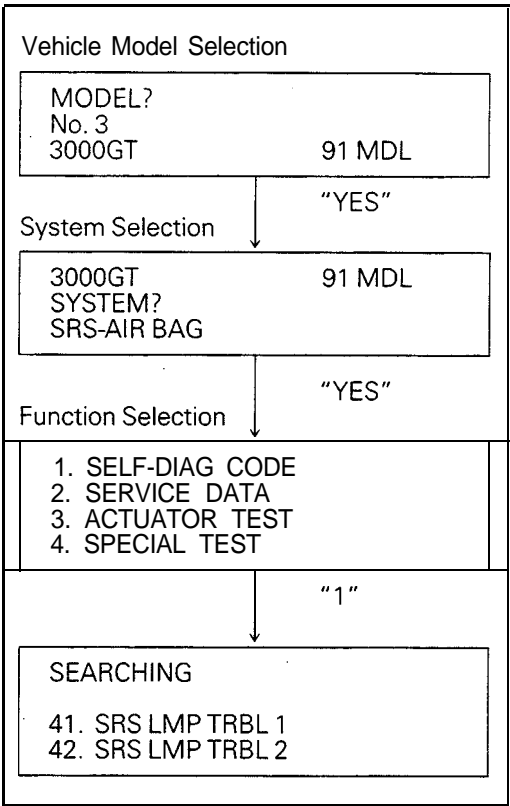 Vehicle Model Selection
MODEL?
No. 3
3000GT 91 MDL
"YES"
System Selection
3000GT 91 MDL
SYSTEM?
SRS-AIR BAG
"YES"
Function Selection
1. SELF-DIAG CODE
2. SERVICE DATA
3. ACTUATOR TEST
4. SPECIAL TEST
"1"
SEARCHING
41. SRS LMP TRBL 1
42. SRS LMP TRBL 2